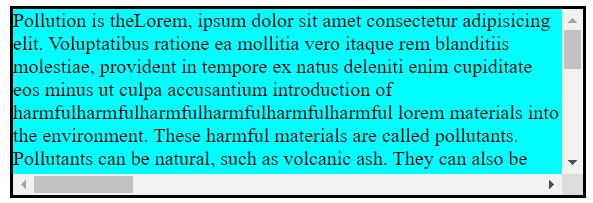 Pollution is theLorem, ipsum dolor sit amet consectetur adipisicing
elit. Voluptatibus ratione ea mollitia vero itaque rem blanditiis
molestiae, provident in tempore ex natus deleniti enim cupiditate
eos minus ut culpa accusantium introduction of
harmfulharmfulharmfulharmfulharmfulharmful lorem materials into
the environment. These harmful materials are called pollutants.
Pollutants can be natural, such as volcanic ash. They can also be